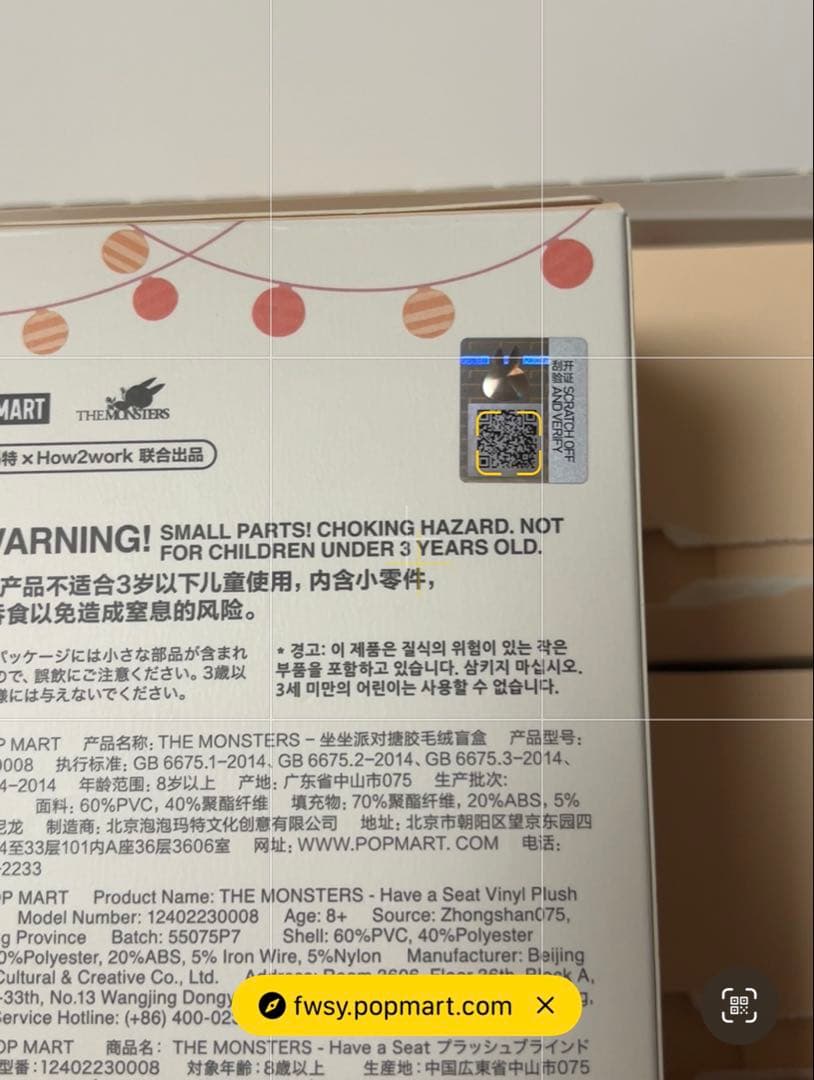 MART
THE MONSTERS
特 × How2work 联合出品
开 证 SCRATCH OFF
刮 验 AND VERIFY
WARNING! SMALL PARTS! CHOKING HAZARD. NOT
FOR CHILDREN UNDER 3 YEARS OLD.
产品不适合3岁以下儿童使用，内含小零件，
吞食以免造成窒息的风险。
パッケージには小さな部品が含まれ
ので、誤飲にご注意ください。3歳以
様には与えないでください。
* 경고: 이 제품은 질식의 위험이 있는 작은
부품을 포함하고 있습니다. 삼키지 마십시오.
3세 미만의 어린이는 사용할 수 없습니다.
P MART 产品名称: THE MONSTERS – 坐坐派对搪胶毛绒盲盒 产品型号:
0008 执行标准: GB 6675.1–2014、GB 6675.2–2014、GB 6675.3–2014、
4–2014 年龄范围: 8岁以上 产地: 广东省中山市075 生产批次:
面料: 60%PVC, 40%聚酯纤维 填充物: 70%聚酯纤维, 20%ABS, 5%
尼龙 制造商: 北京泡泡玛特文化创意有限公司 地址: 北京市朝阳区望京东园四
4至33层101内A座36层3606室 网址: WWW.POPMART. COM 电话:
-2233
OP MART Product Name: THE MONSTERS - Have a Seat Vinyl Plush
Model Number: 12402230008 Age: 8+ Source: Zhongshan075,
g Province Batch: 55075P7 Shell: 60%PVC, 40%Polyester
0%Polyester, 20%ABS, 5% Iron Wire, 5%Nylon Manufacturer: Beijing
Cultural & Creative Co., Ltd. Address: Room 3606, Floor 36th, Block A,
-33th, No.13 Wangjing Dongy
Service Hotline: (+86) 400-02
fwsy.popmart.com
OP MART 商品名: THE MONSTERS - Have a Seat プラッシュブラインド
型番:12402230008 対象年齢:8歳以上 生産地:中国広東省中山市075